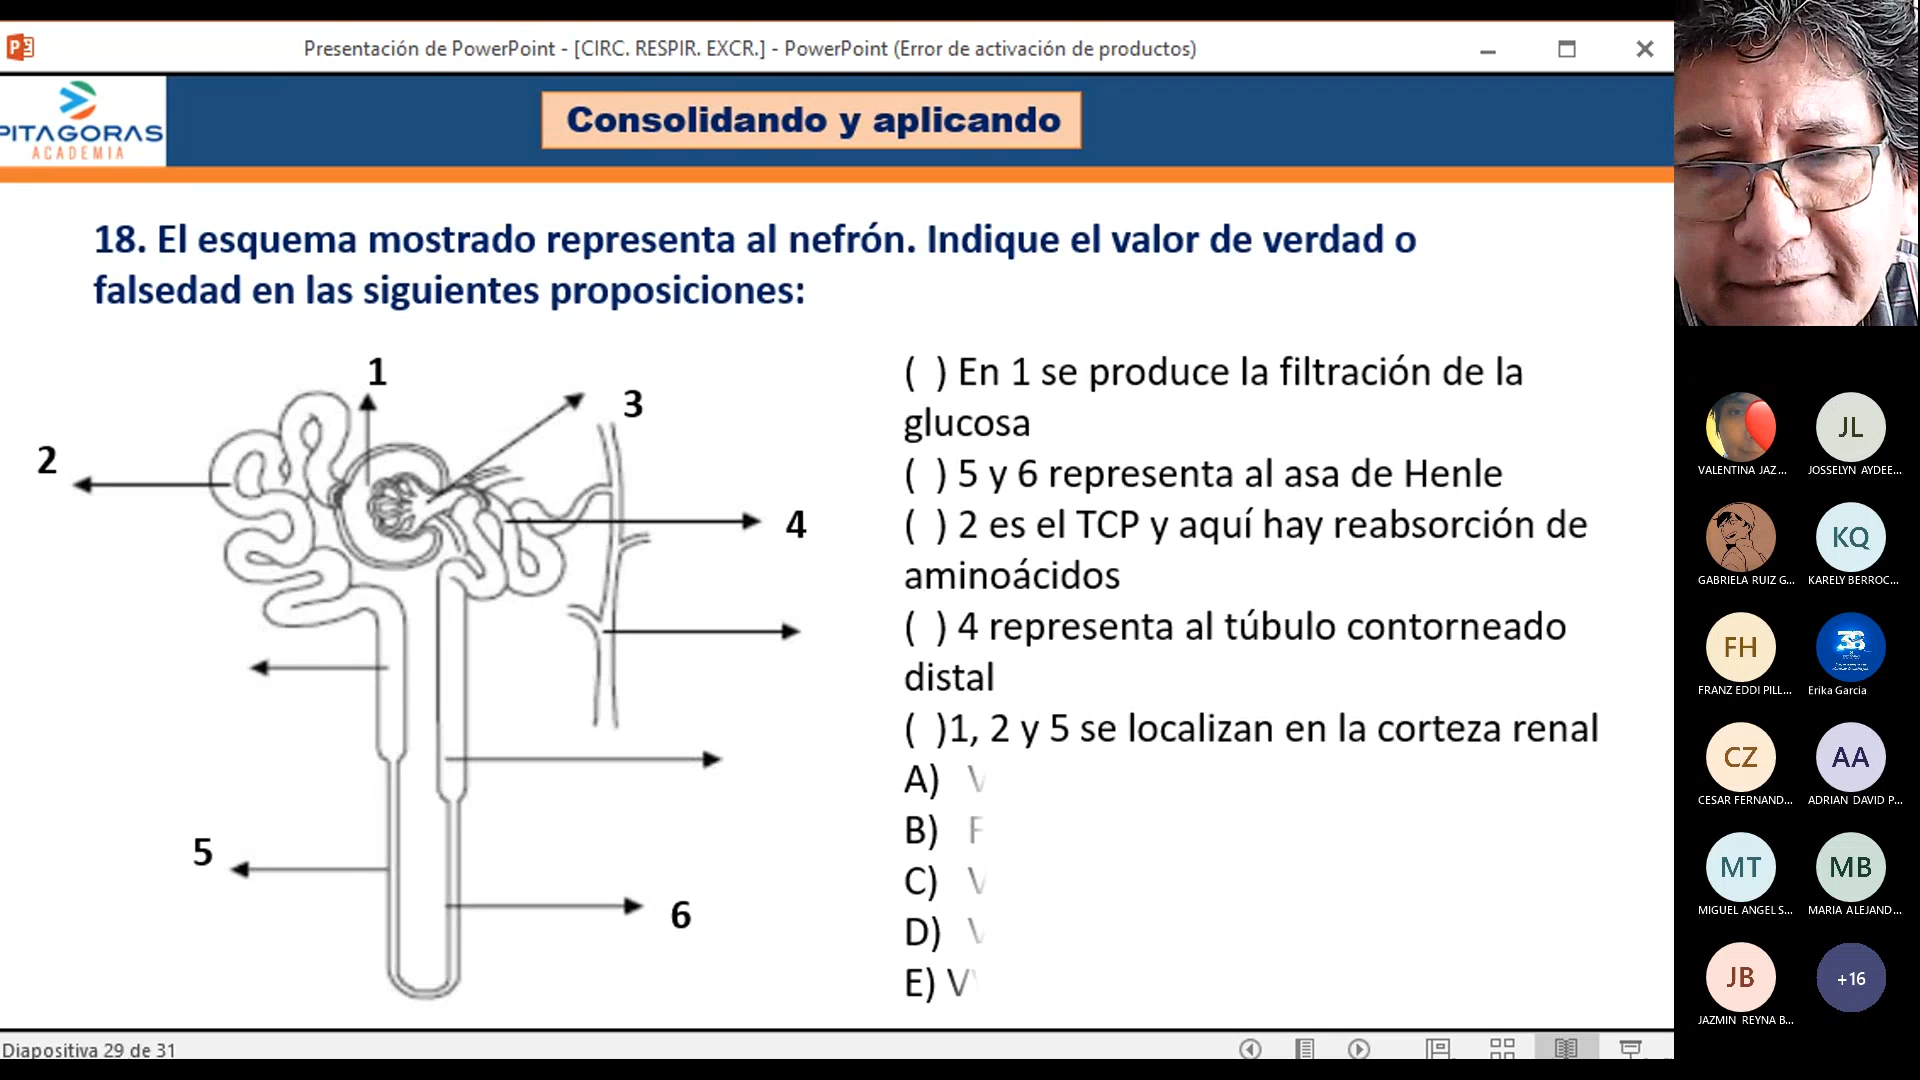 Presentación de PowerPoint - [CIRC. RESPIR. EXCR.] - PowerPoint (Error de activación de productos)
PITAGORAS
ACADEMIA
Consolidando y aplicando
18. El esquema mostrado representa al nefrón. Indique el valor de verdad o
falsedad en las siguientes proposiciones:
1
2
3
4
5
6
( ) En 1 se produce la filtración de la
glucosa
( ) 5 y 6 representa al asa de Henle
( ) 2 es el TCP y aquí hay reabsorción de
aminoácidos
( ) 4 representa al túbulo contorneado
distal
( )1, 2 y 5 se localizan en la corteza renal
A) V
B) F
C) V
D) V
E) V
Diapositiva 29 de 31
VALENTINA JAZ...
JL
JOSSELYN AYDEE...
GABRIELA RUIZ G...
KQ
KARELY BERROC...
FH
FRANZ EDDI PILL...
Erika Garcia
CZ
CESAR FERNAND...
AA
ADRIAN DAVID P...
MT
MIGUEL ANGEL S...
MB
MARIA ALEJAND...
JB
JAZMIN REYNA B...
+16